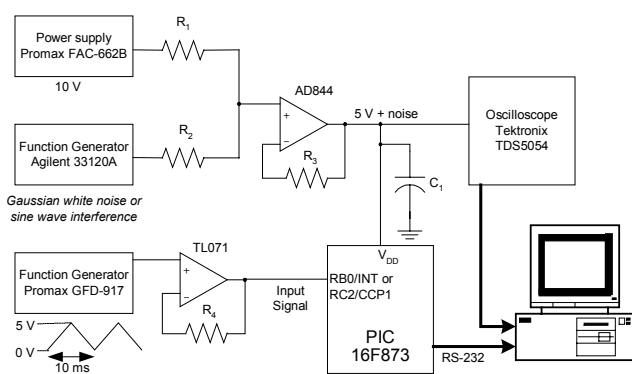 Power supply
Promax FAC-662B
10 V
R1
Function Generator
Agilent 33120A
R2
Gaussian white noise or
sine wave interference
AD844
+
−
R3
5 V + noise
C1
Oscilloscope
Tektronix
TDS5054
Function Generator
Promax GFD-917
5 V
0 V
10 ms
TL071
+
−
R4
Input
Signal
VDD
RB0/INT or
RC2/CCP1
PIC
16F873
RS-232